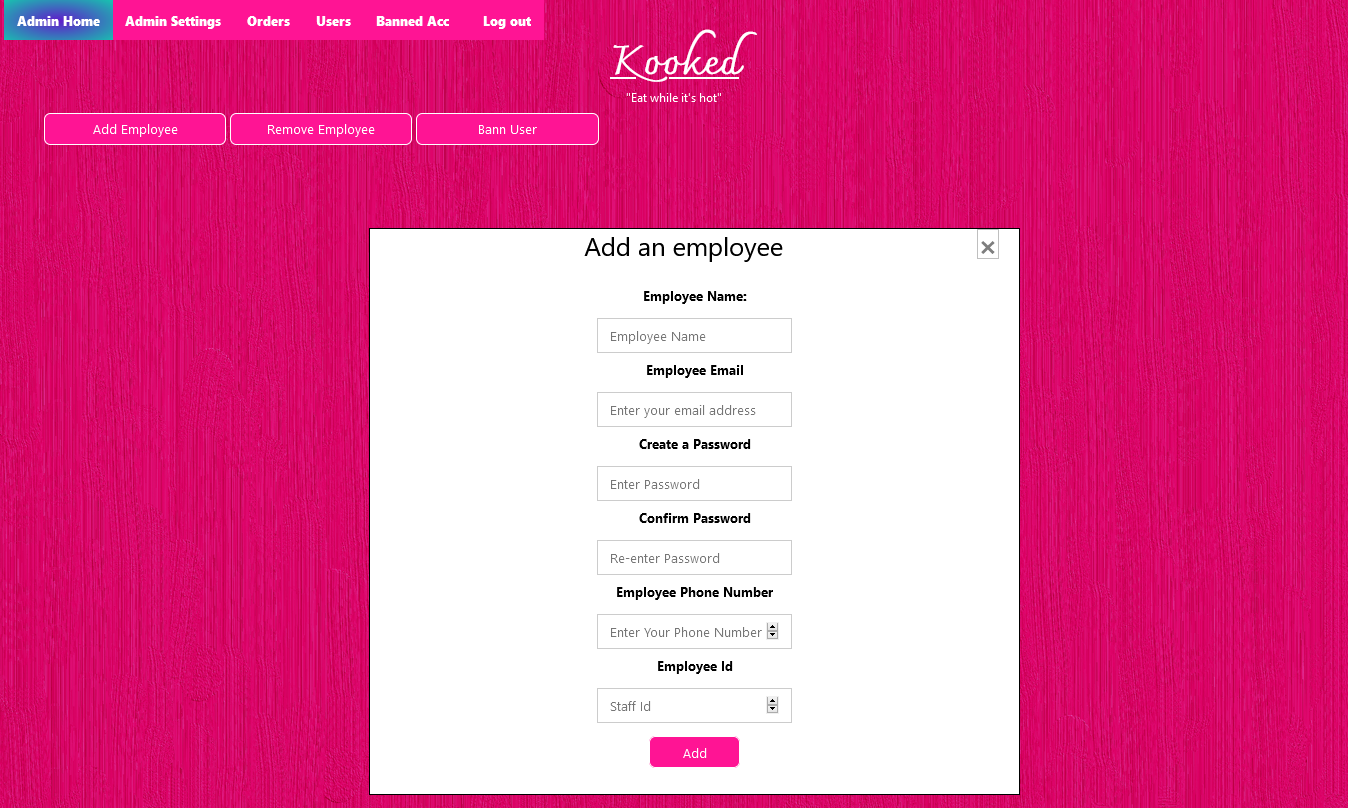 Admin Home Admin Settings Orders Users Banned Acc Log out
Kooked
"Eat while it's hot"
Add Employee Remove Employee Bann User
Add an employee
Employee Name:
Employee Name
Employee Email
Enter your email address
Create a Password
Enter Password
Confirm Password
Re-enter Password
Employee Phone Number
Enter Your Phone Number
Employee Id
Staff Id
Add